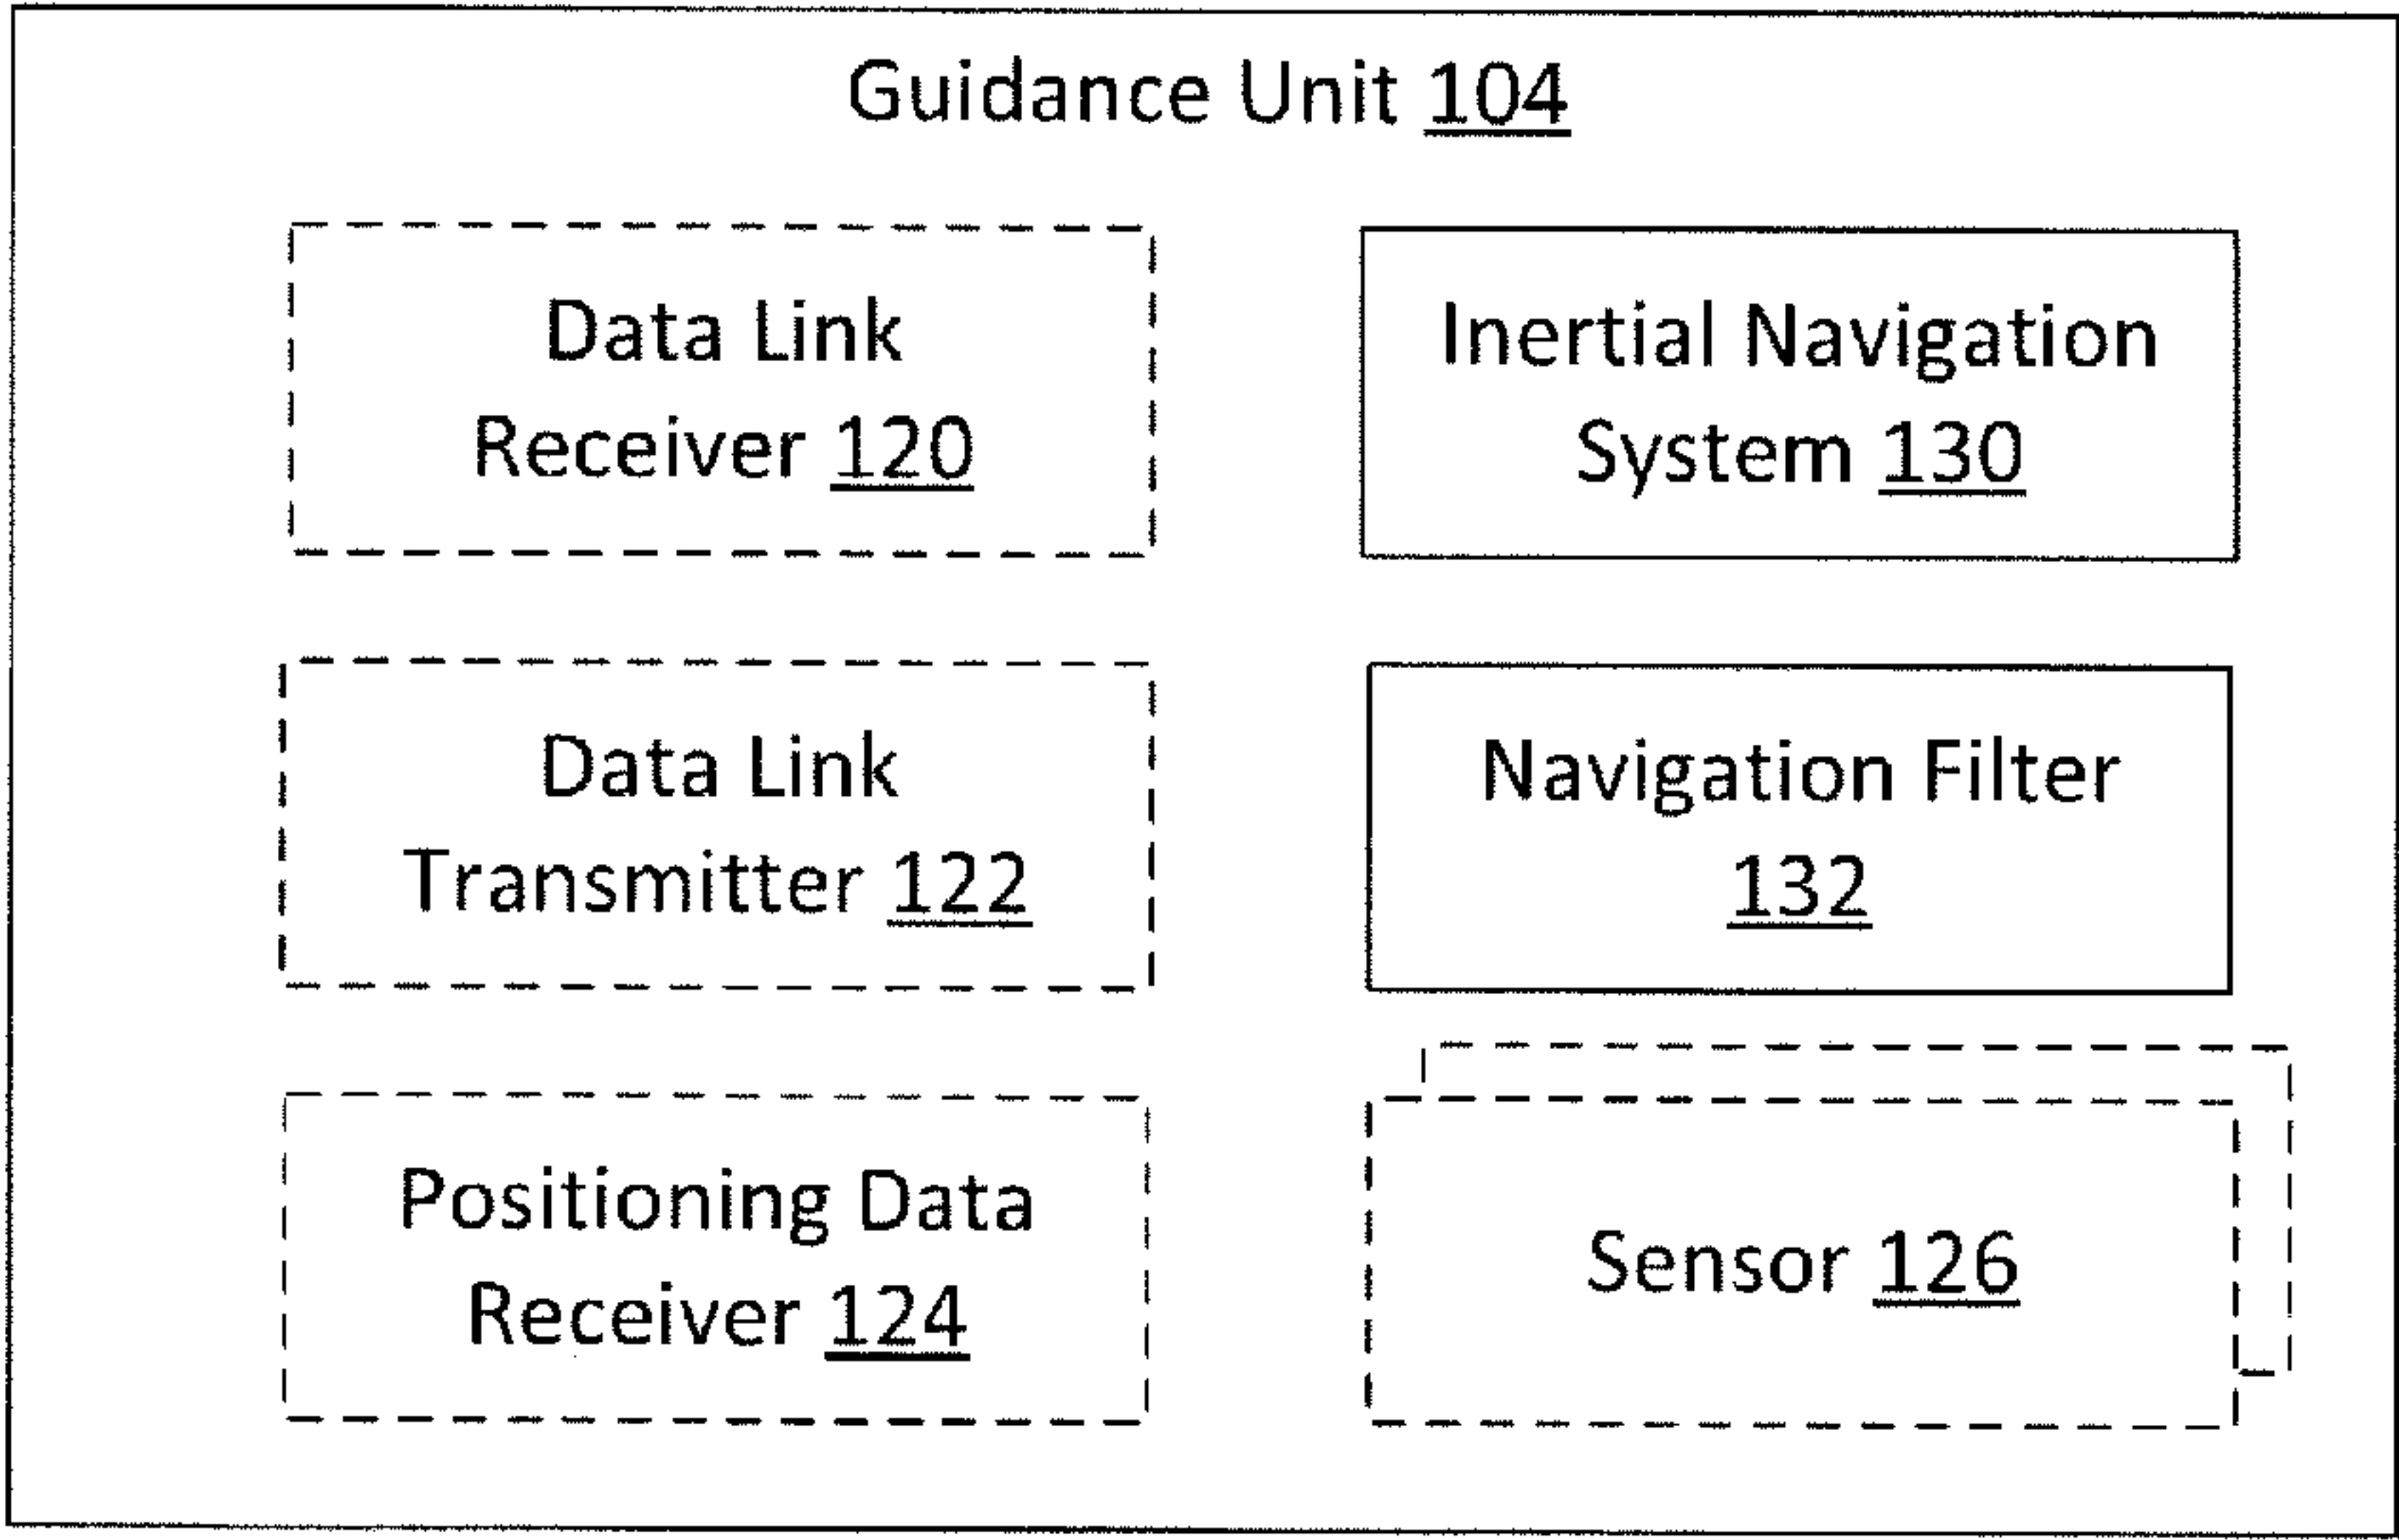 Guidance Unit 104
Data Link
Receiver 120
Inertial Navigation
System 130
Data Link
Transmitter 122
Navigation Filter
132
Positioning Data
Receiver 124
Sensor 126